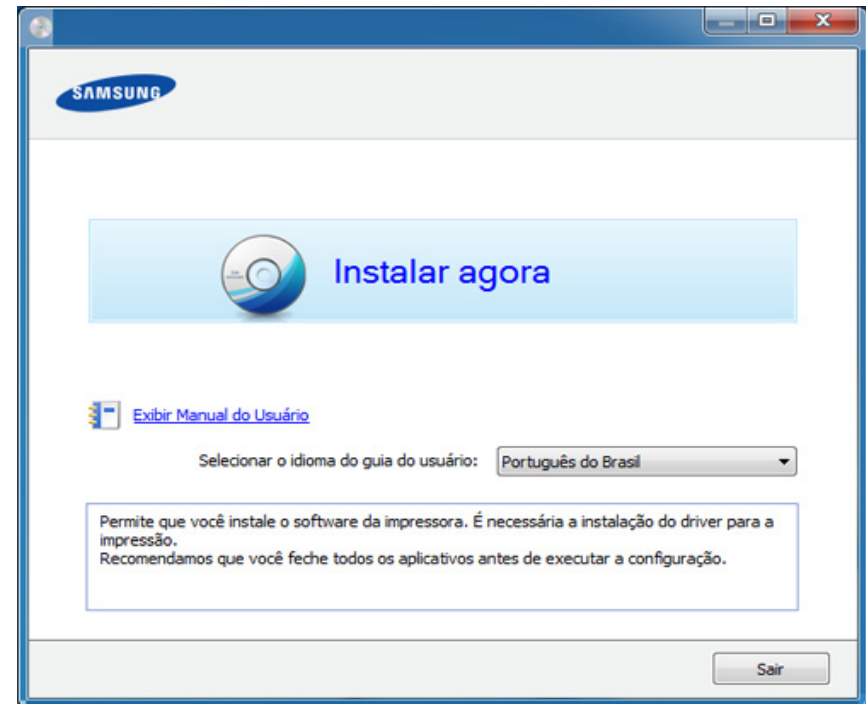 SAMSUNG
Instalar agora
Exibir Manual do Usuário
Selecionar o idioma do guia do usuário: Português do Brasil
Permite que você instale o software da impressora. É necessária a instalação do driver para a
impressão.
Recomendamos que você feche todos os aplicativos antes de executar a configuração.
Sair